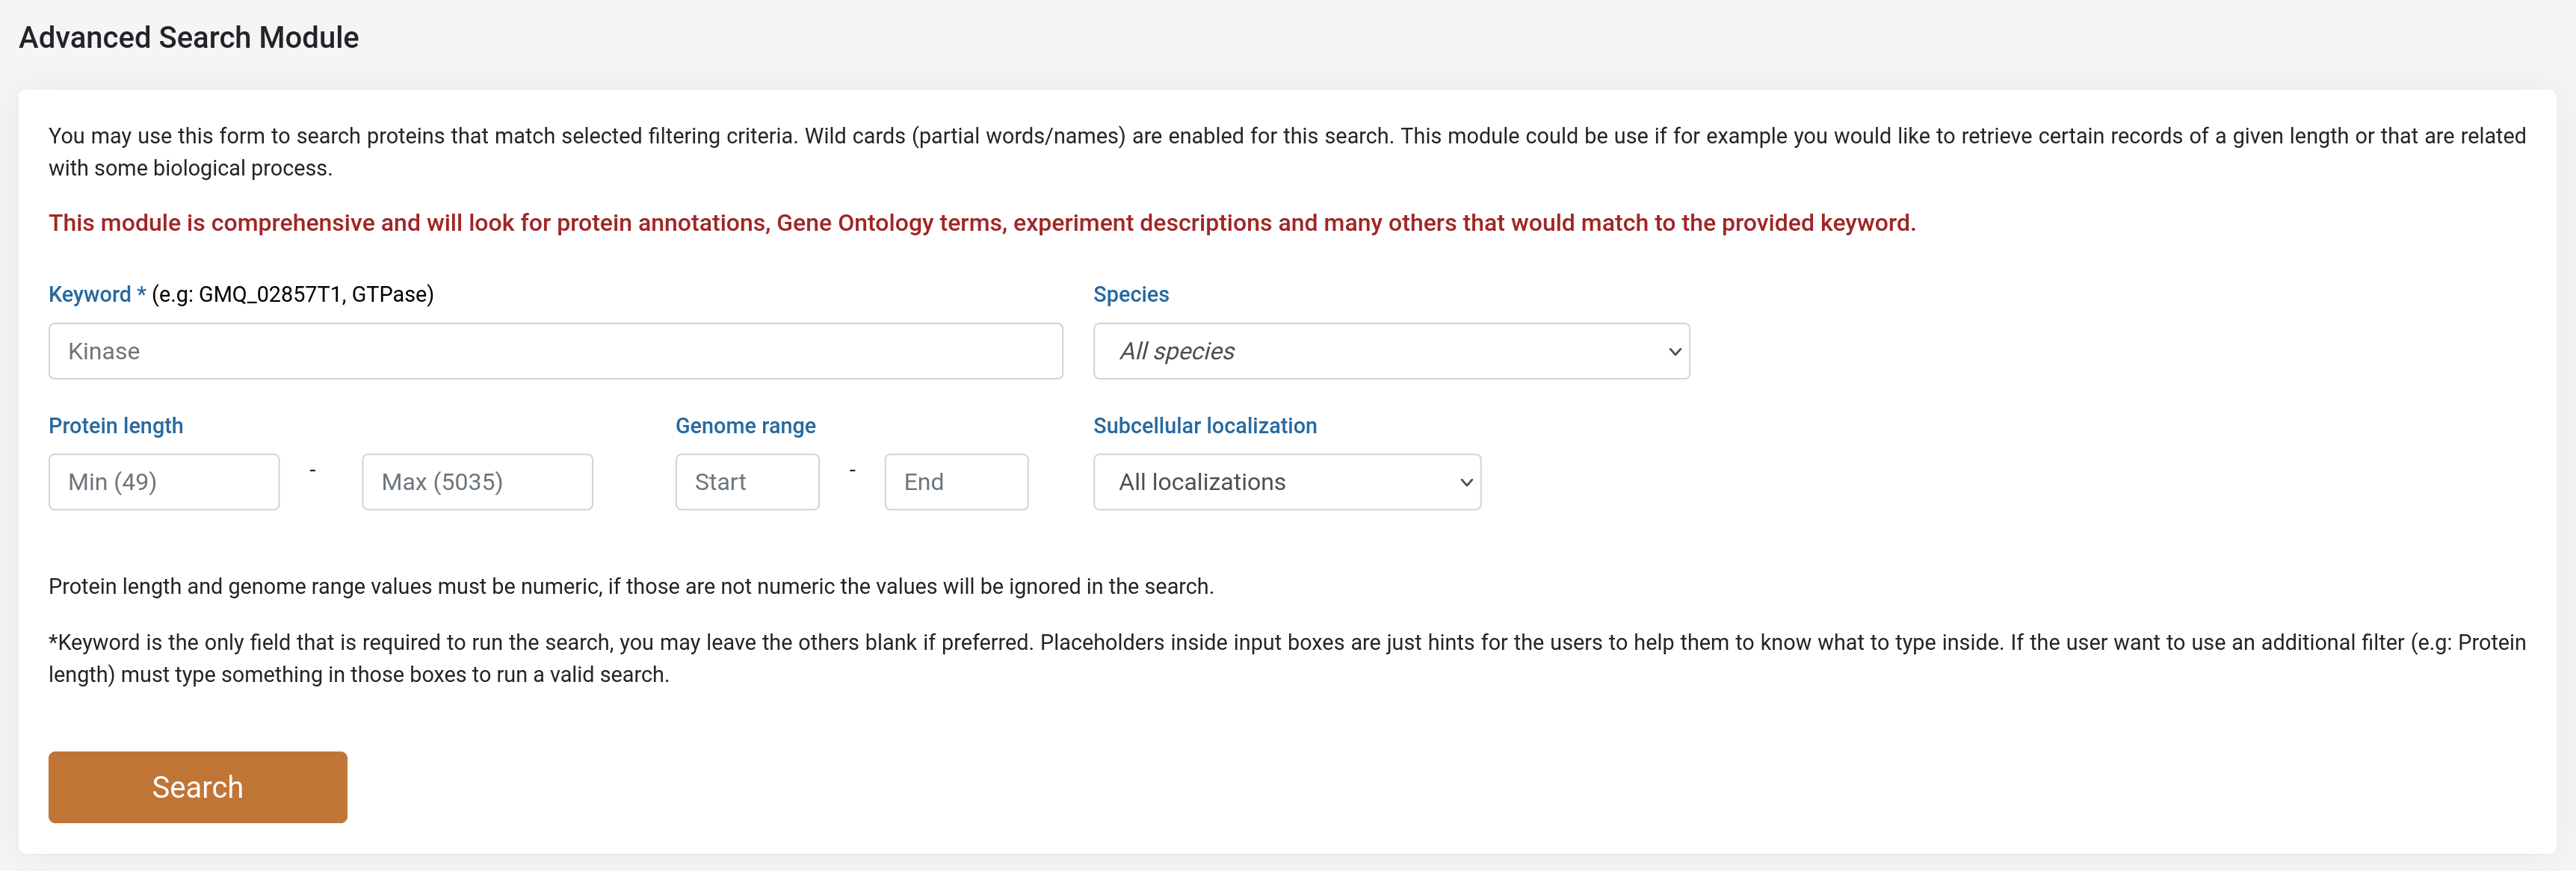 Advanced Search Module
You may use this form to search proteins that match selected filtering criteria. Wild cards (partial words/names) are enabled for this search. This module could be use if for example you would like to retrieve certain records of a given length or that are related
with some biological process.
This module is comprehensive and will look for protein annotations, Gene Ontology terms, experiment descriptions and many others that would match to the provided keyword.
Keyword * (e.g: GMQ_02857T1, GTPase)
Species
Kinase
All species
Protein length
Genome range
Subcellular localization
Min (49) - Max (5035)
Start - End
All localizations
Protein length and genome range values must be numeric, if those are not numeric the values will be ignored in the search.
*Keyword is the only field that is required to run the search, you may leave the others blank if preferred. Placeholders inside input boxes are just hints for the users to help them to know what to type inside. If the user want to use an additional filter (e.g: Protein
length) must type something in those boxes to run a valid search.
Search